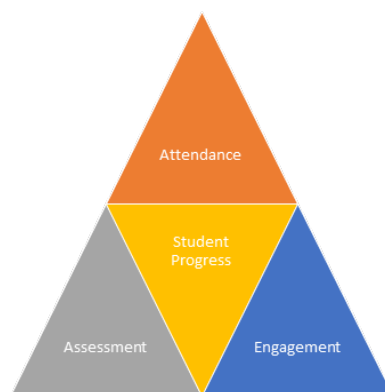 Attendance
Student
Progress
Assessment
Engagement